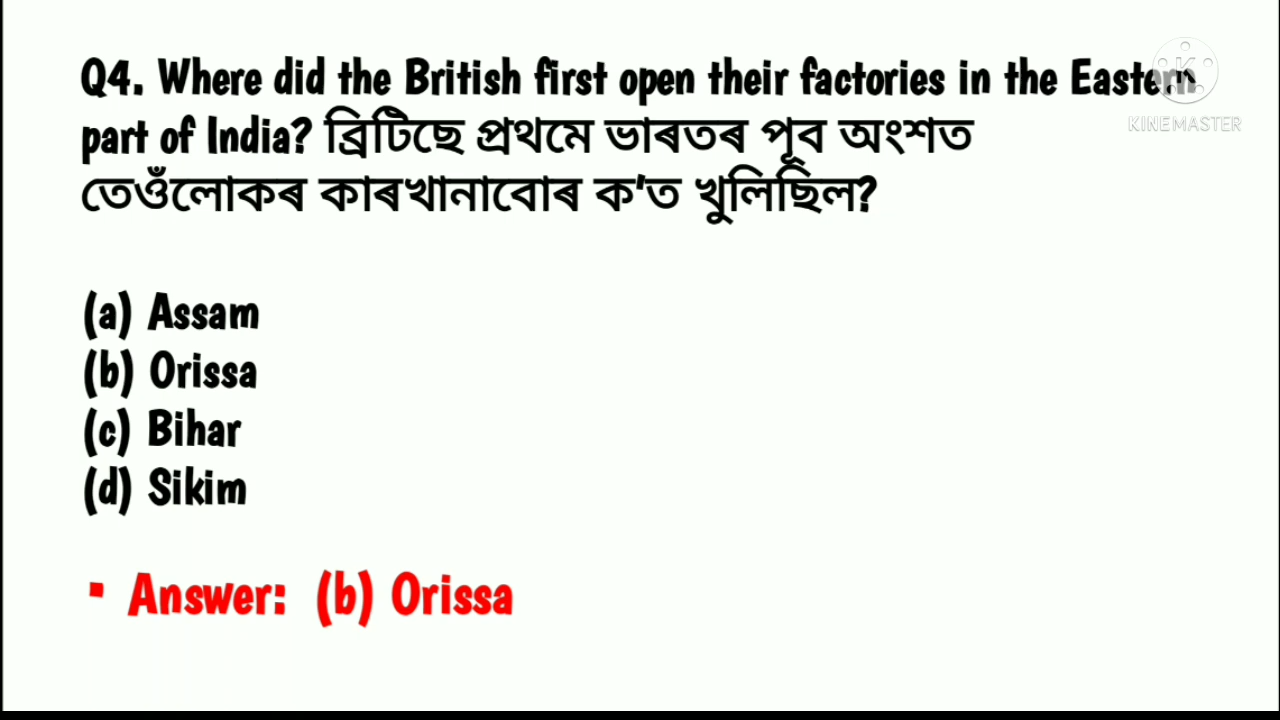 Q4. Where did the British first open their factories in the Eastern
part of India? ব্ৰিটিছে প্ৰথমে ভাৰতৰ পূব অংশত
তেওঁলোকৰ কাৰখানাবোৰ ক'ত খুলিছিল?
(a) Assam
(b) Orissa
(c) Bihar
(d) Sikim
▪ Answer: (b) Orissa
K
KINEMASTER